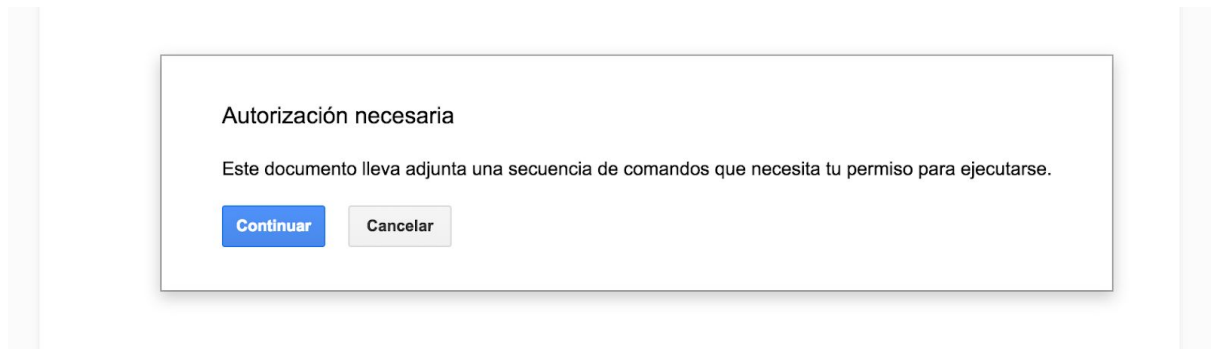 Autorización necesaria
Este documento lleva adjunta una secuencia de comandos que necesita tu permiso para ejecutarse.
Continuar Cancelar